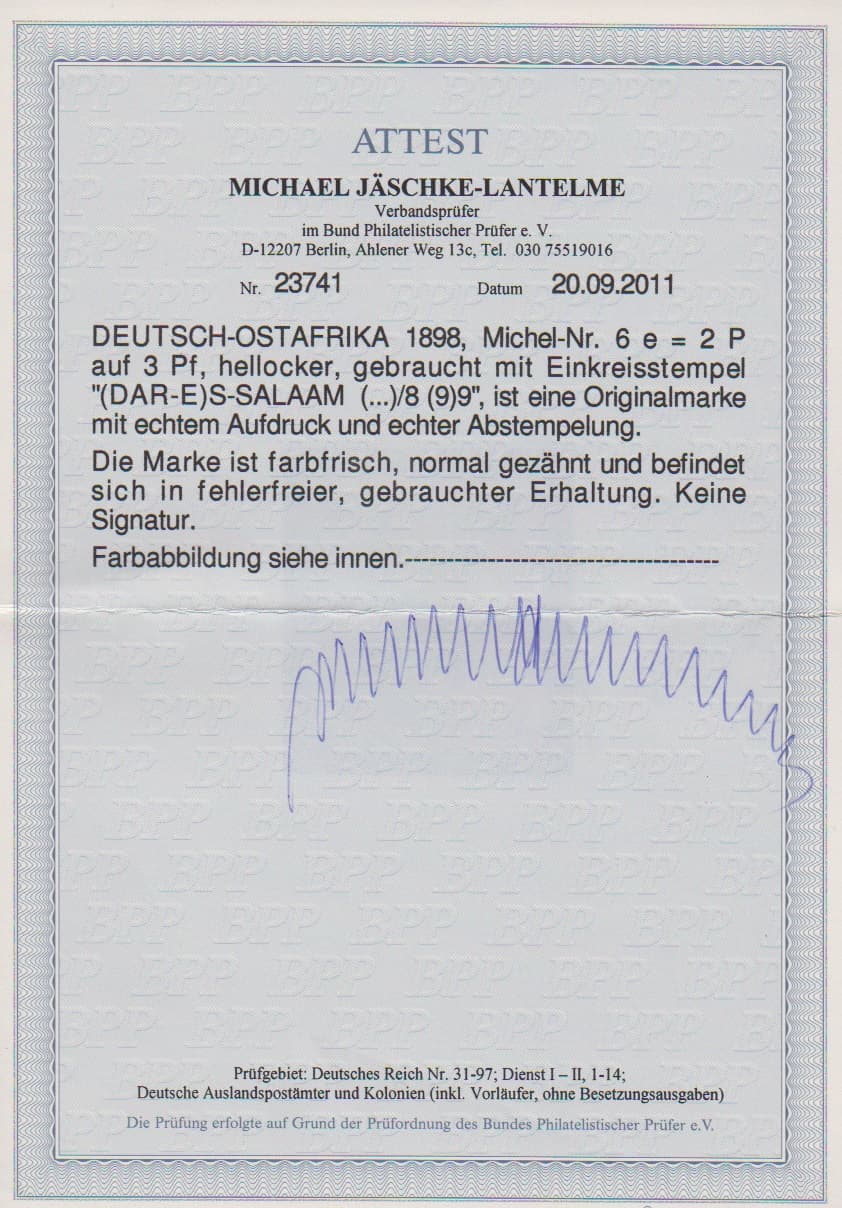 ATTEST
MICHAEL JÄSCHKE-LANTELME
Verbandsprüfer
im Bund Philatelistischer Prüfer e. V.
D-12207 Berlin, Ahlener Weg 13c, Tel. 030 75519016
Nr. 23741 Datum 20.09.2011
DEUTSCH-OSTAFRIKA 1898, Michel-Nr. 6 e = 2 P
auf 3 Pf, hellocker, gebraucht mit Einkreisstempel
"(DAR-E)S-SALAAM (...)/8 (9)9", ist eine Originalmarke
mit echtem Aufdruck und echter Abstempelung.
Die Marke ist farbfrisch, normal gezähnt und befindet
sich in fehlerfreier, gebrauchter Erhaltung. Keine
Signatur.
Farbabbildung siehe innen.---------------------------------------
Prüfgebiet: Deutsches Reich Nr. 31-97; Dienst I – II, 1-14;
Deutsche Auslandspostämter und Kolonien (inkl. Vorläufer, ohne Besetzungsausgaben)
Die Prüfung erfolgte auf Grund der Prüfordnung des Bundes Philatelistischer Prüfer e.V.